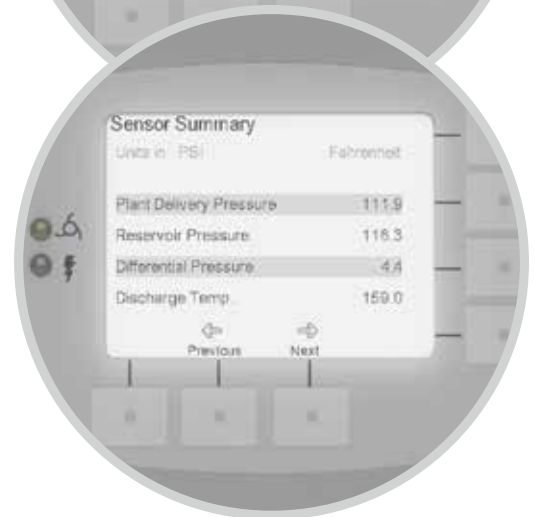 Sensor Summary
Units in PSI Fahrenheit
Plant Delivery Pressure 111.9
Reservoir Pressure 116.3
Differential Pressure 4.4
Discharge Temp 159.0
Previous Next